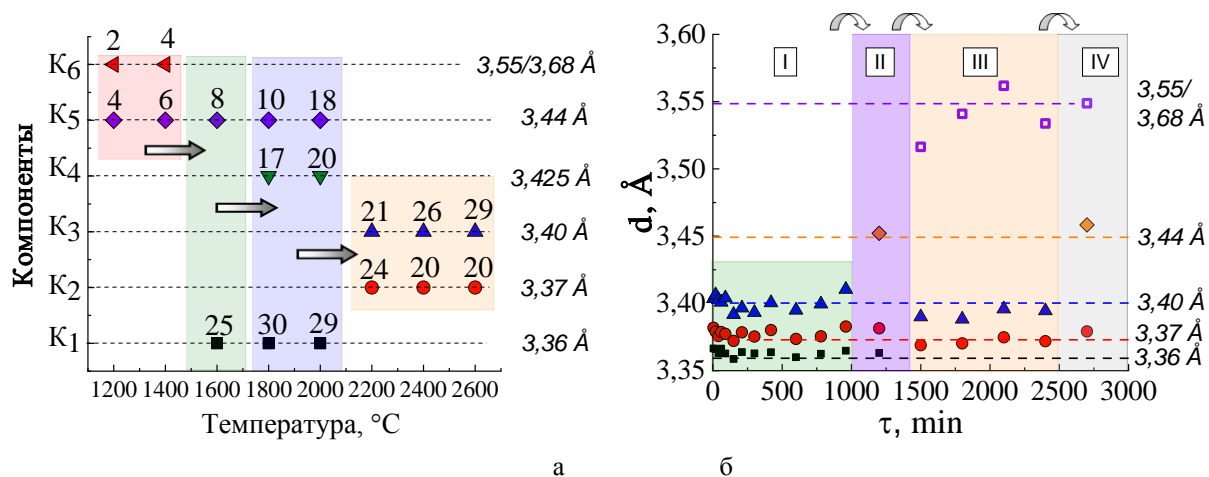 K6 2 4 3,55/3,68 Å
K5 4 6 8 10 18 3,44 Å
K4 17 20 3,425 Å
K3 21 26 29 3,40 Å
K2 24 20 20 3,37 Å
K1 25 30 29 3,36 Å
Компоненты
1200 1400 1600 1800 2000 2200 2400 2600
Температура, °C
а
I II III IV
3,60
3,55
3,50
3,45
3,40
3,35
d, Å
3,55/
3,68 Å
3,44 Å
3,40 Å
3,37 Å
3,36 Å
0 500 1000 1500 2000 2500 3000
τ, min
б